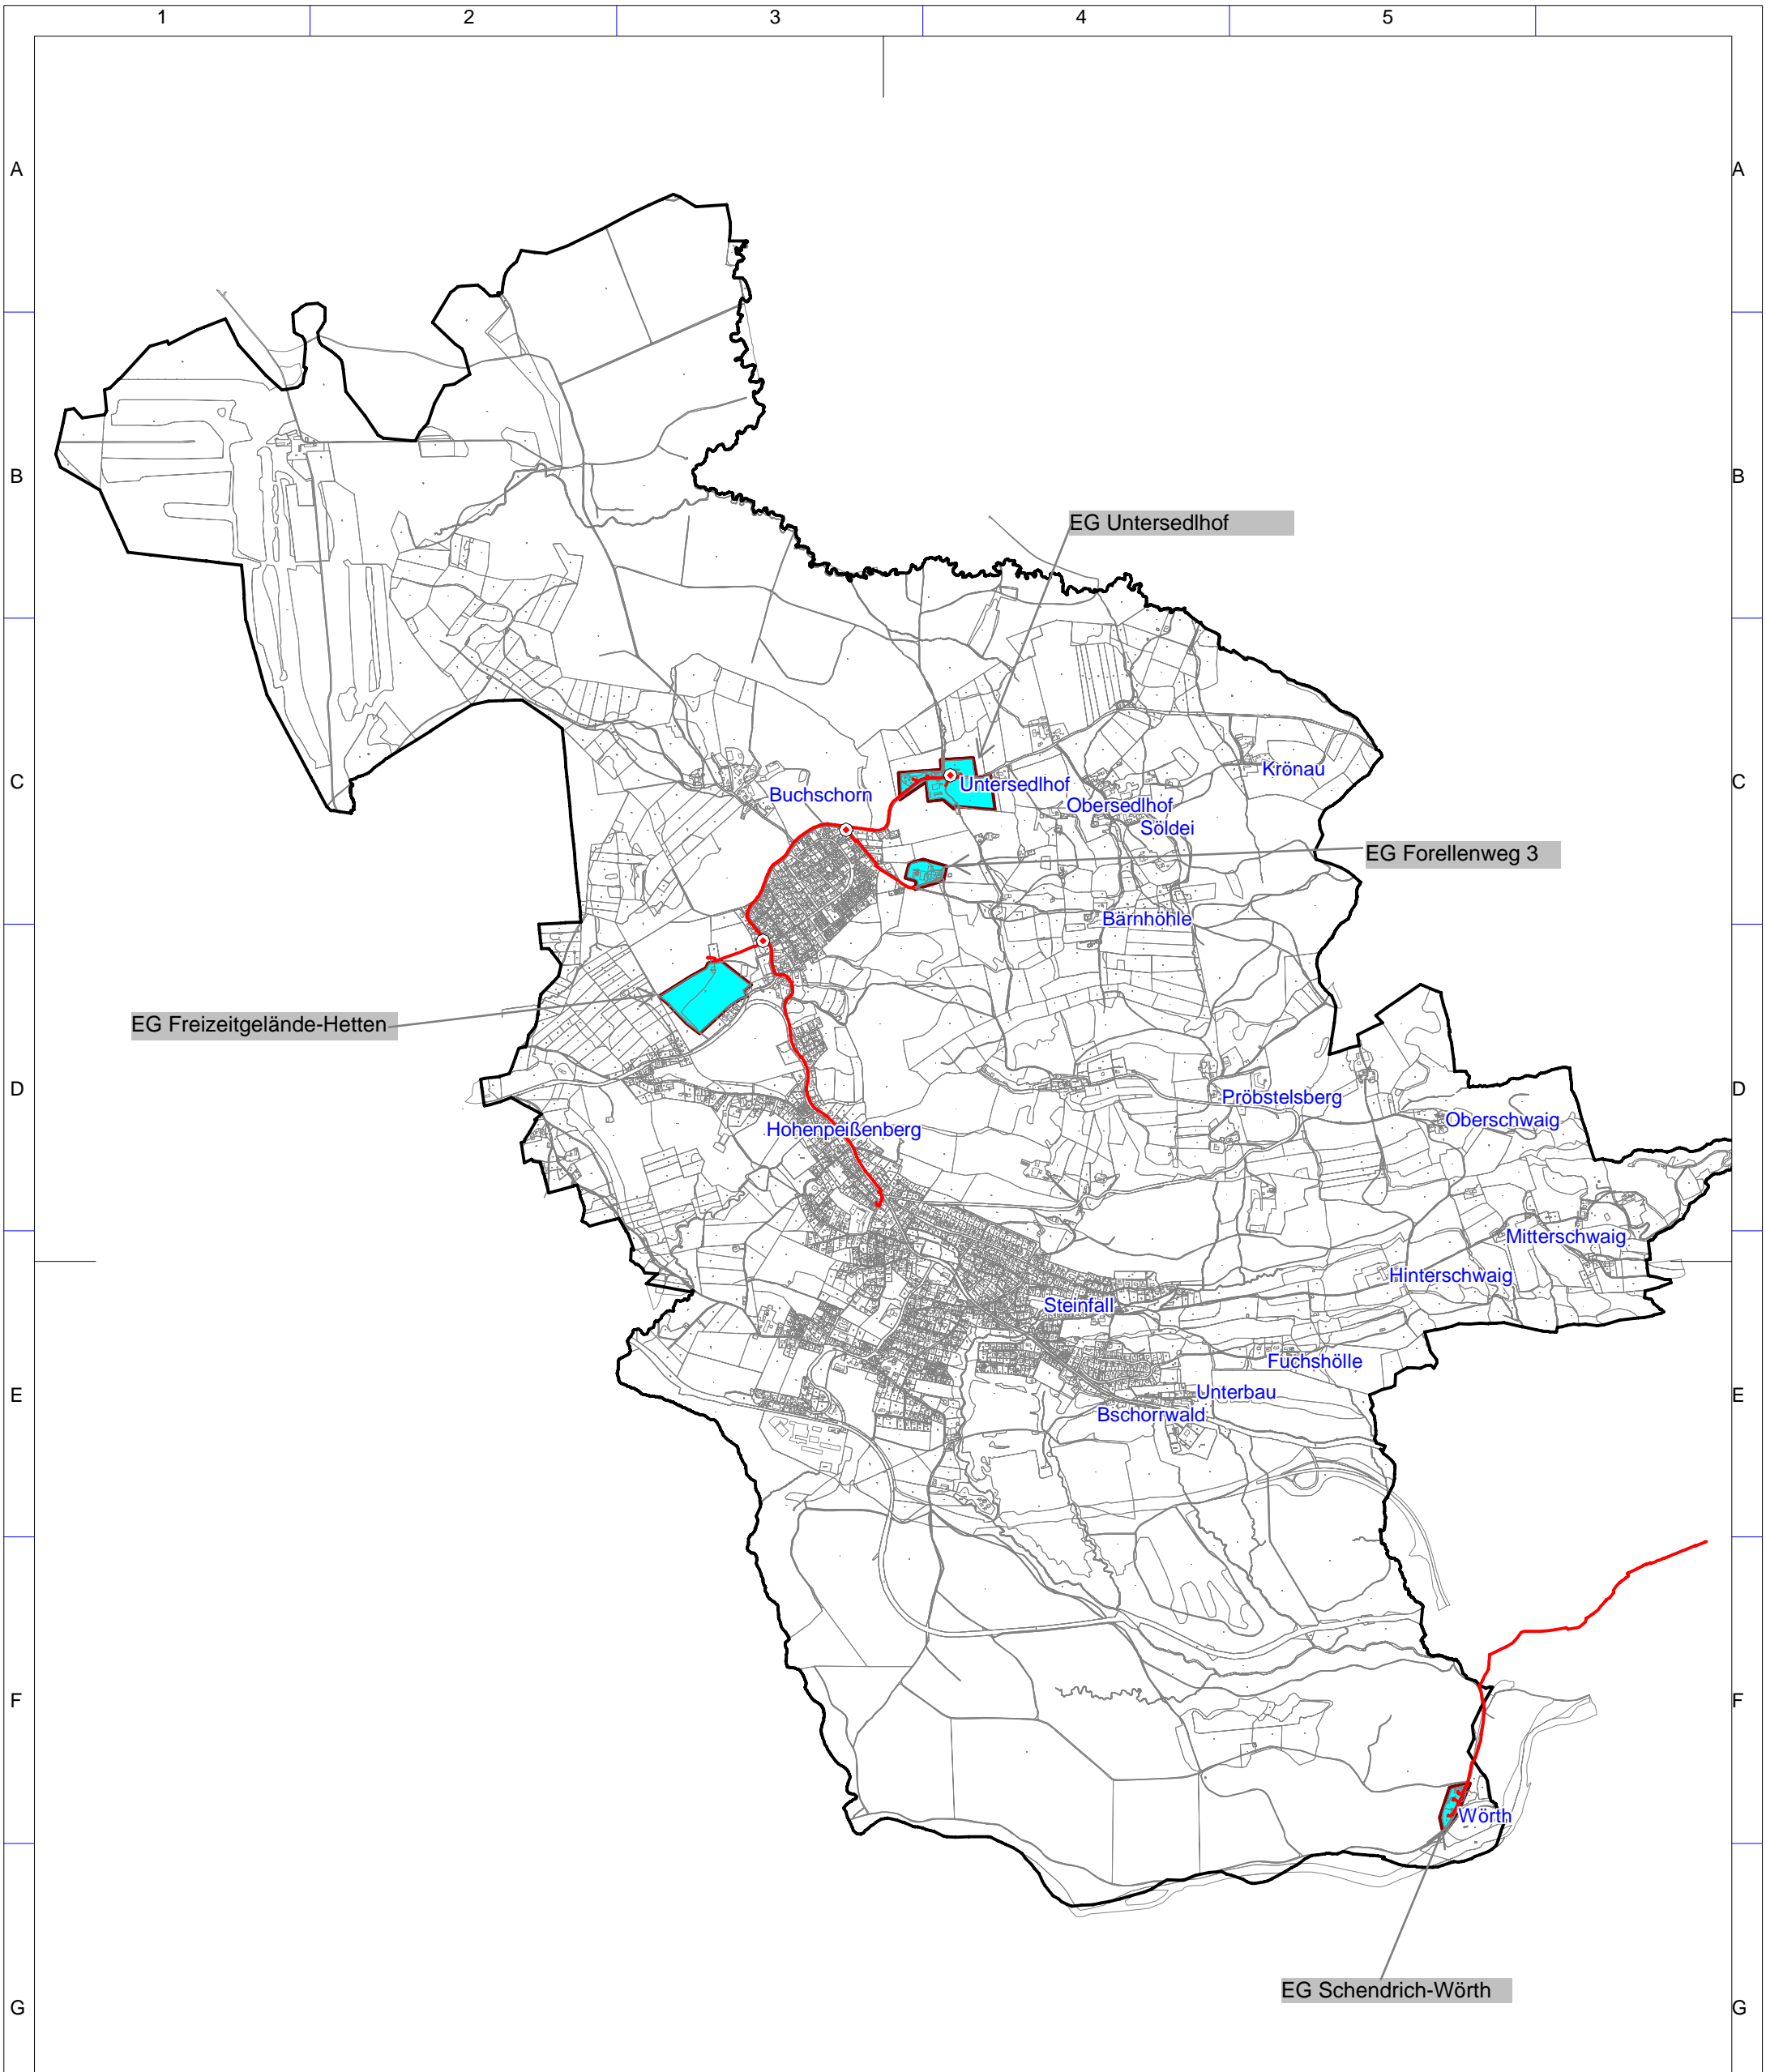 1 2 3 4 5
A A
B B
EG Untersedlhof
C C
Krönau
Untersedlhof
Buchschorn
Obersedlhof
Söldei
EG Forellenweg 3
Bärnhöhle
EG Freizeitgelände-Hetten
D D
Pröbstelsberg
Oberschwaig
Hohenpeißenberg
Mitterschwaig
Hinterschwaig
Steinfall
Fuchshölle
Unterbau
E E
Bschorrwald
F F
Wörth
EG Schendrich-Wörth
G G